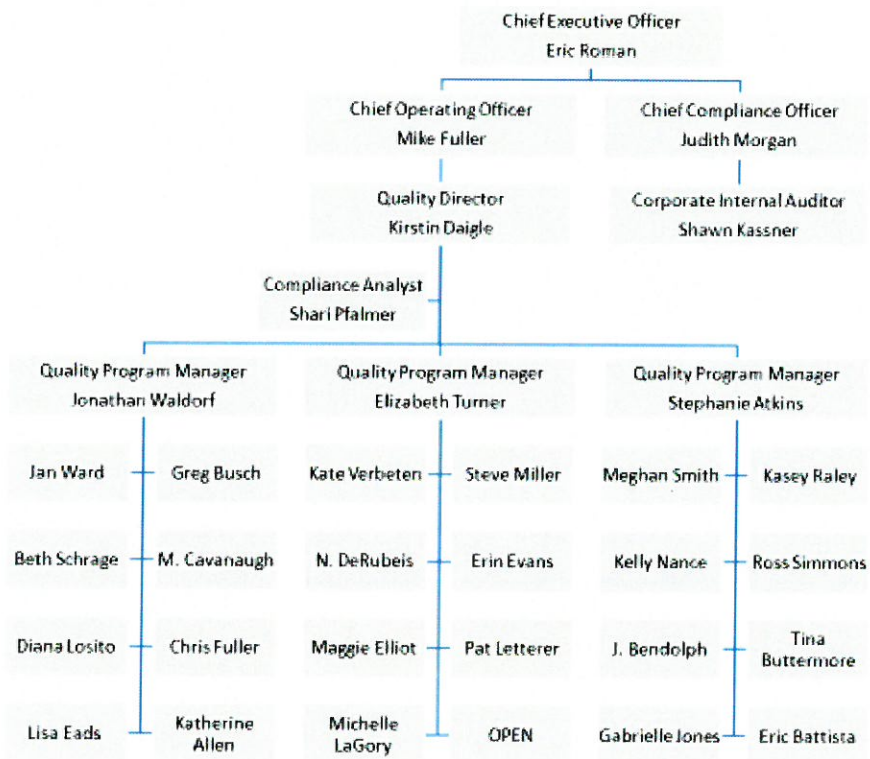 Chief Executive Officer
Eric Roman
Chief Operating Officer
Mike Fuller
Chief Compliance Officer
Judith Morgan
Quality Director
Kirstin Daigle
Corporate Internal Auditor
Shawn Kassner
Compliance Analyst
Shari Pfalmer
Quality Program Manager
Jonathan Waldorf
Quality Program Manager
Elizabeth Turner
Quality Program Manager
Stephanie Atkins
Jan Ward
Greg Busch
Kate Verbeten
Steve Miller
Meghan Smith
Kasey Raley
Beth Schrage
M. Cavanaugh
N. DeRubeis
Erin Evans
Kelly Nance
Ross Simmons
Diana Losito
Chris Fuller
Maggie Elliot
Pat Letterer
J. Bendolph
Tina
Buttermore
Lisa Eads
Katherine
Allen
Michelle
LaGory
OPEN
Gabrielle Jones
Eric Battista